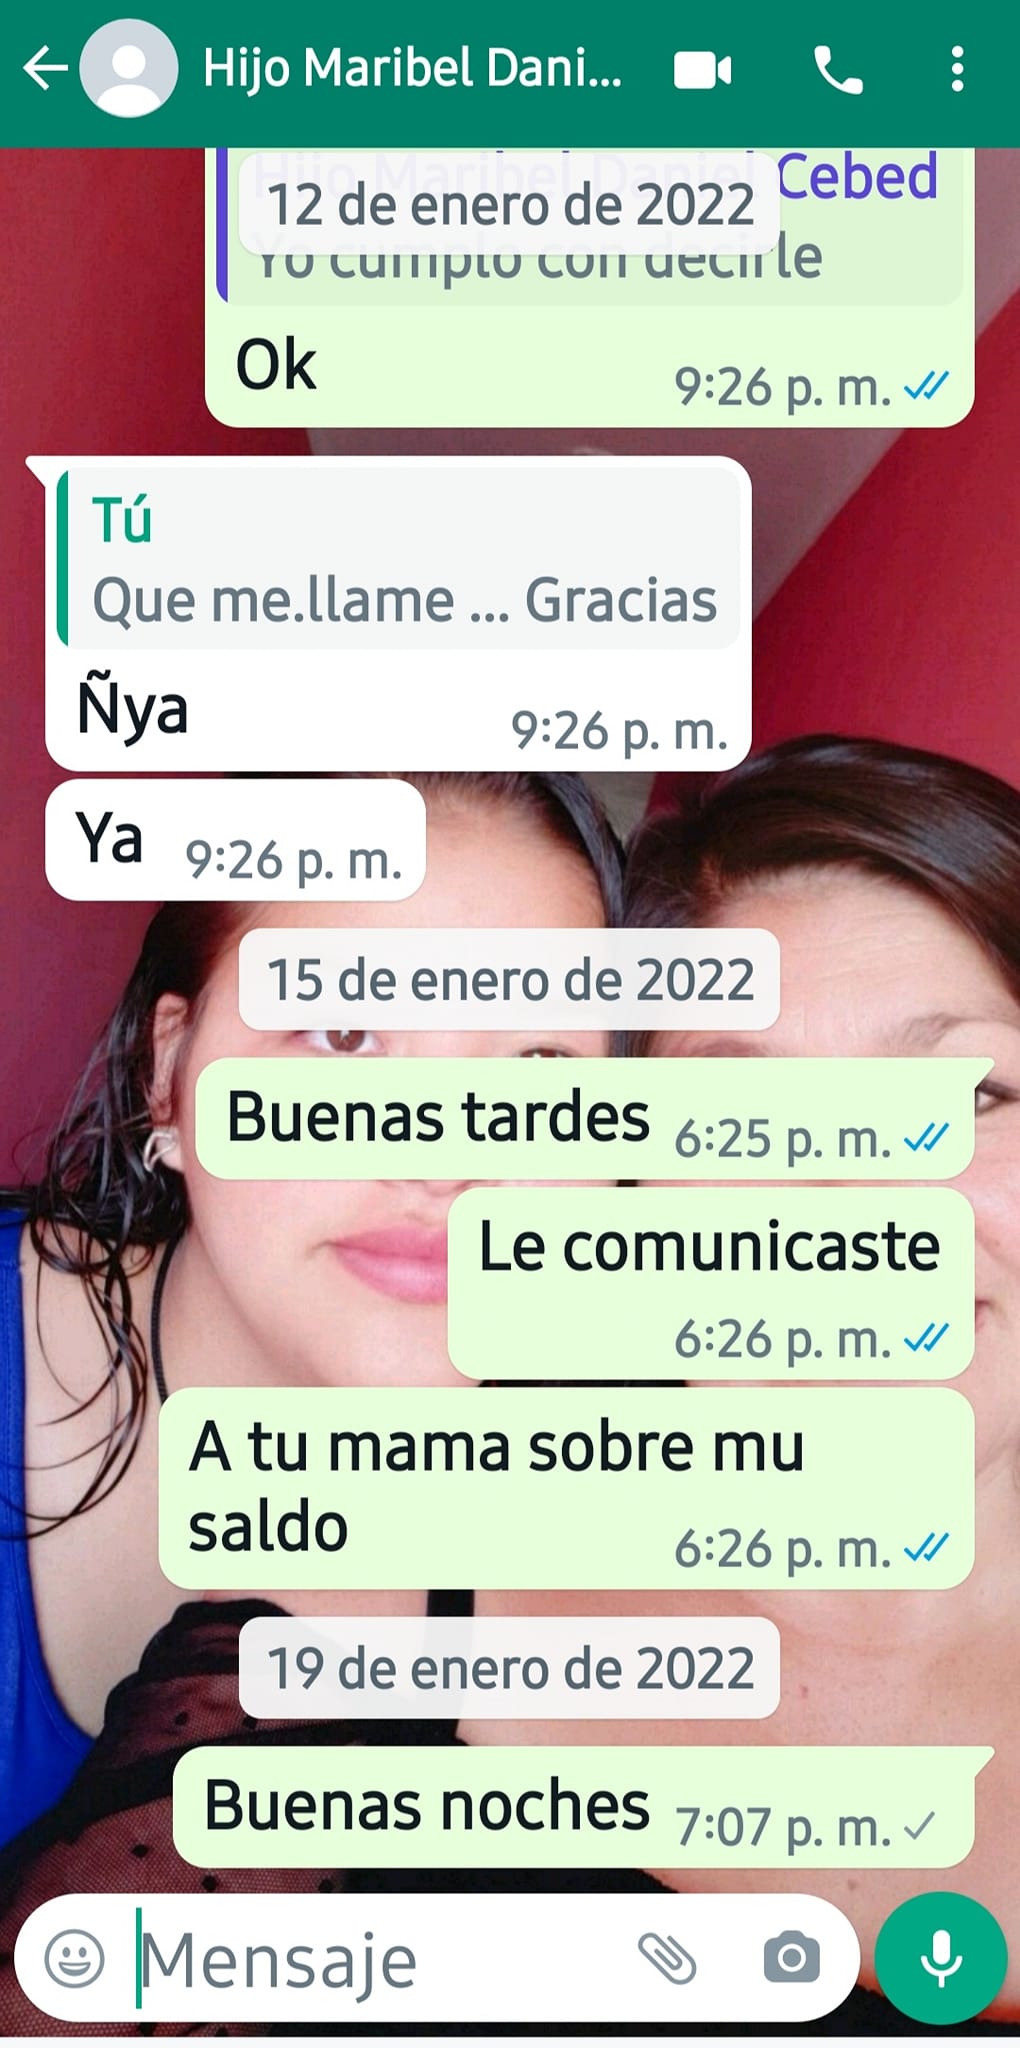 Hijo Maribel Dani...
Hijo Maribel Daniel Cebed
12 de enero de 2022
Yo cumplo con decirle
Ok
9:26 p. m.
Tú
Que me.llame ... Gracias
Ñya
9:26 p. m.
Ya 9:26 p. m.
15 de enero de 2022
Buenas tardes 6:25 p. m.
Le comunicaste
6:26 p. m.
A tu mama sobre mu
saldo
6:26 p. m.
19 de enero de 2022
Buenas noches 7:07 p. m.
Mensaje